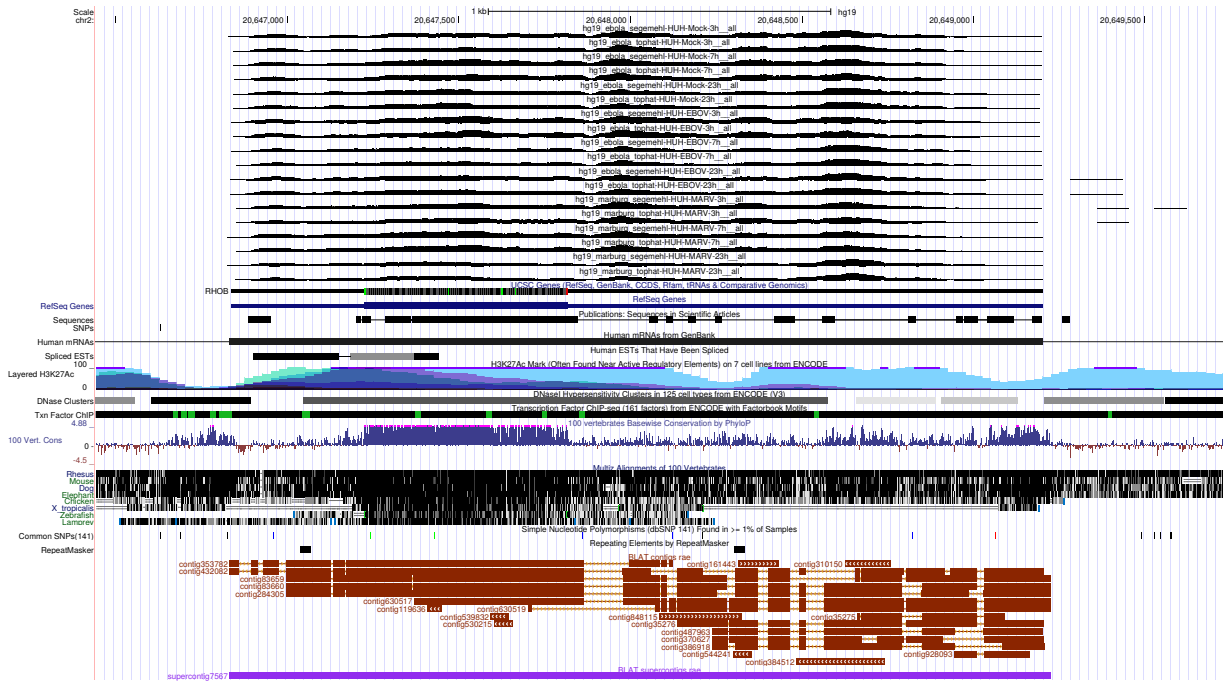 Scale 1 kb hg19
chr2: 20,647,000 20,647,500 20,648,000 20,648,500 20,649,000 20,649,500
hg19_ebola_segemehl-HUH-Mock-3h__all
hg19_ebola_tophat-HUH-Mock-3h__all
hg19_ebola_segemehl-HUH-Mock-7h__all
hg19_ebola_tophat-HUH-Mock-7h__all
hg19_ebola_segemehl-HUH-Mock-23h__all
hg19_ebola_tophat-HUH-Mock-23h__all
hg19_ebola_segemehl-HUH-EBOV-3h__all
hg19_ebola_tophat-HUH-EBOV-3h__all
hg19_ebola_segemehl-HUH-EBOV-7h__all
hg19_ebola_tophat-HUH-EBOV-7h__all
hg19_ebola_segemehl-HUH-EBOV-23h__all
hg19_ebola_tophat-HUH-EBOV-23h__all
hg19_marburg_segemehl-HUH-MARV-3h__all
hg19_marburg_tophat-HUH-MARV-3h__all
hg19_marburg_segemehl-HUH-MARV-7h__all
hg19_marburg_tophat-HUH-MARV-7h__all
hg19_marburg_segemehl-HUH-MARV-23h__all
hg19_marburg_tophat-HUH-MARV-23h__all
UCSC Genes (RefSeq, GenBank, CCDS, Rfam, tRNAs & Comparative Genomics)
RHOB
RefSeq Genes
RefSeq Genes
Publications: Sequences in Scientific Articles
Sequences
SNPs
Human mRNAs from GenBank
Human mRNAs
Human ESTs That Have Been Spliced
Spliced ESTs
H3K27Ac Mark (Often Found Near Active Regulatory Elements) on 7 cell lines from ENCODE
100
Layered H3K27Ac
0
DNaseI Hypersensitivity Clusters in 125 cell types from ENCODE (V3)
DNase Clusters
Transcription Factor ChIP-seq (161 factors) from ENCODE with Factorbook Motifs
Txn Factor ChIP
100 vertebrates Basewise Conservation by PhyloP
4.88
100 Vert. Cons
0
-4.5
Multiz Alignments of 100 Vertebrates
Rhesus
Mouse
Dog
Elephant
Chicken
X_tropicalis
Zebrafish
Lamprey
Simple Nucleotide Polymorphisms (dbSNP 141) Found in >= 1% of Samples
Common SNPs(141)
Repeating Elements by RepeatMasker
RepeatMasker
BLAT contigs rae
contig353782 contig161443 contig310150
contig432082
contig83659
contig83660
contig284305
contig630517
contig119636 contig630519
contig539832 contig848115 contig35275
contig530215 contig35276
contig487963
contig370627
contig386918
contig544241 contig928093
contig384512
BLAT supercontigs rae
supercontig7567